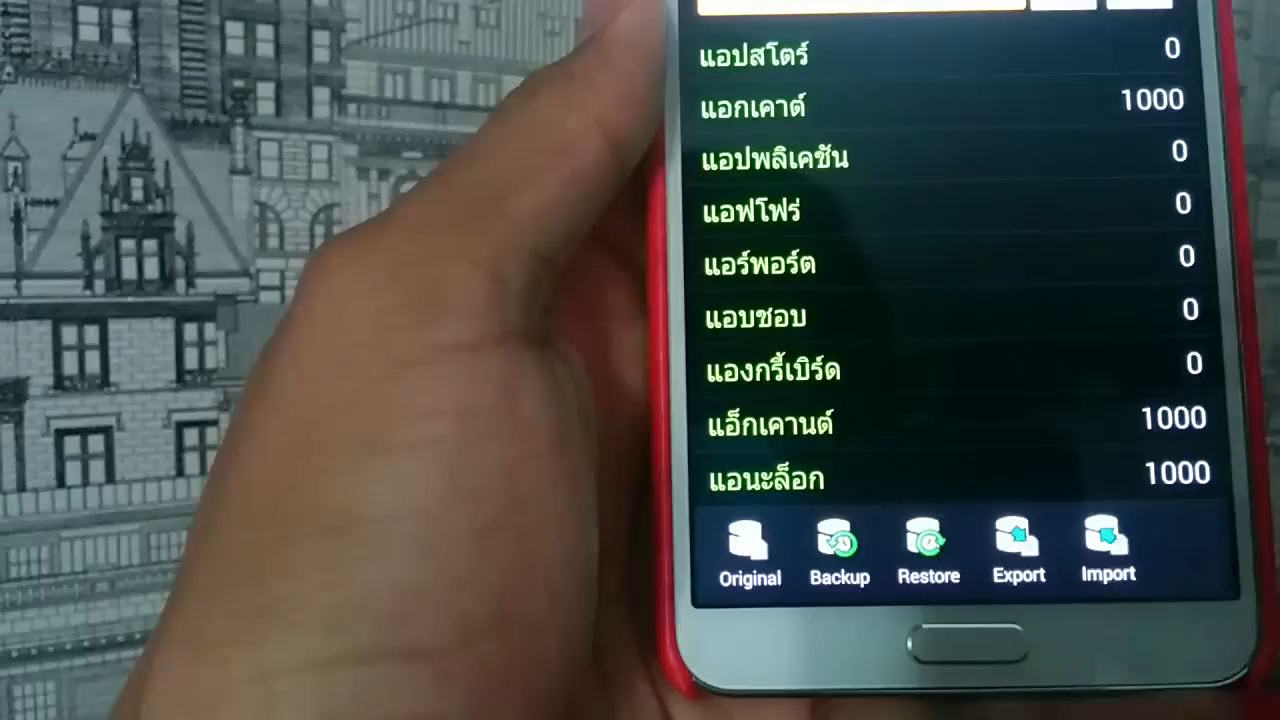 แอปสโตร์ 0
แอกเคาต์ 1000
แอปพลิเคชัน 0
แอฟโฟร่ 0
แอร์พอร์ต 0
แอบชอบ 0
แองกรี้เบิร์ด 0
แอ็กเคานต์ 1000
แอนะล็อก 1000
Original Backup Restore Export Import